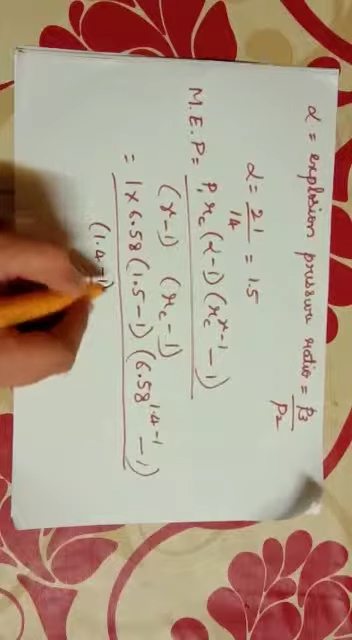 α = explosion pressure ratio = p3/p2
α = 21/14 = 1.5
M.E.P = P1 rc (α-1) (rc^γ-1 - 1)
(γ-1) (rc - 1)
= 1×6.58 (1.5-1) (6.58^1.4-1 - 1)
(1.4-1)